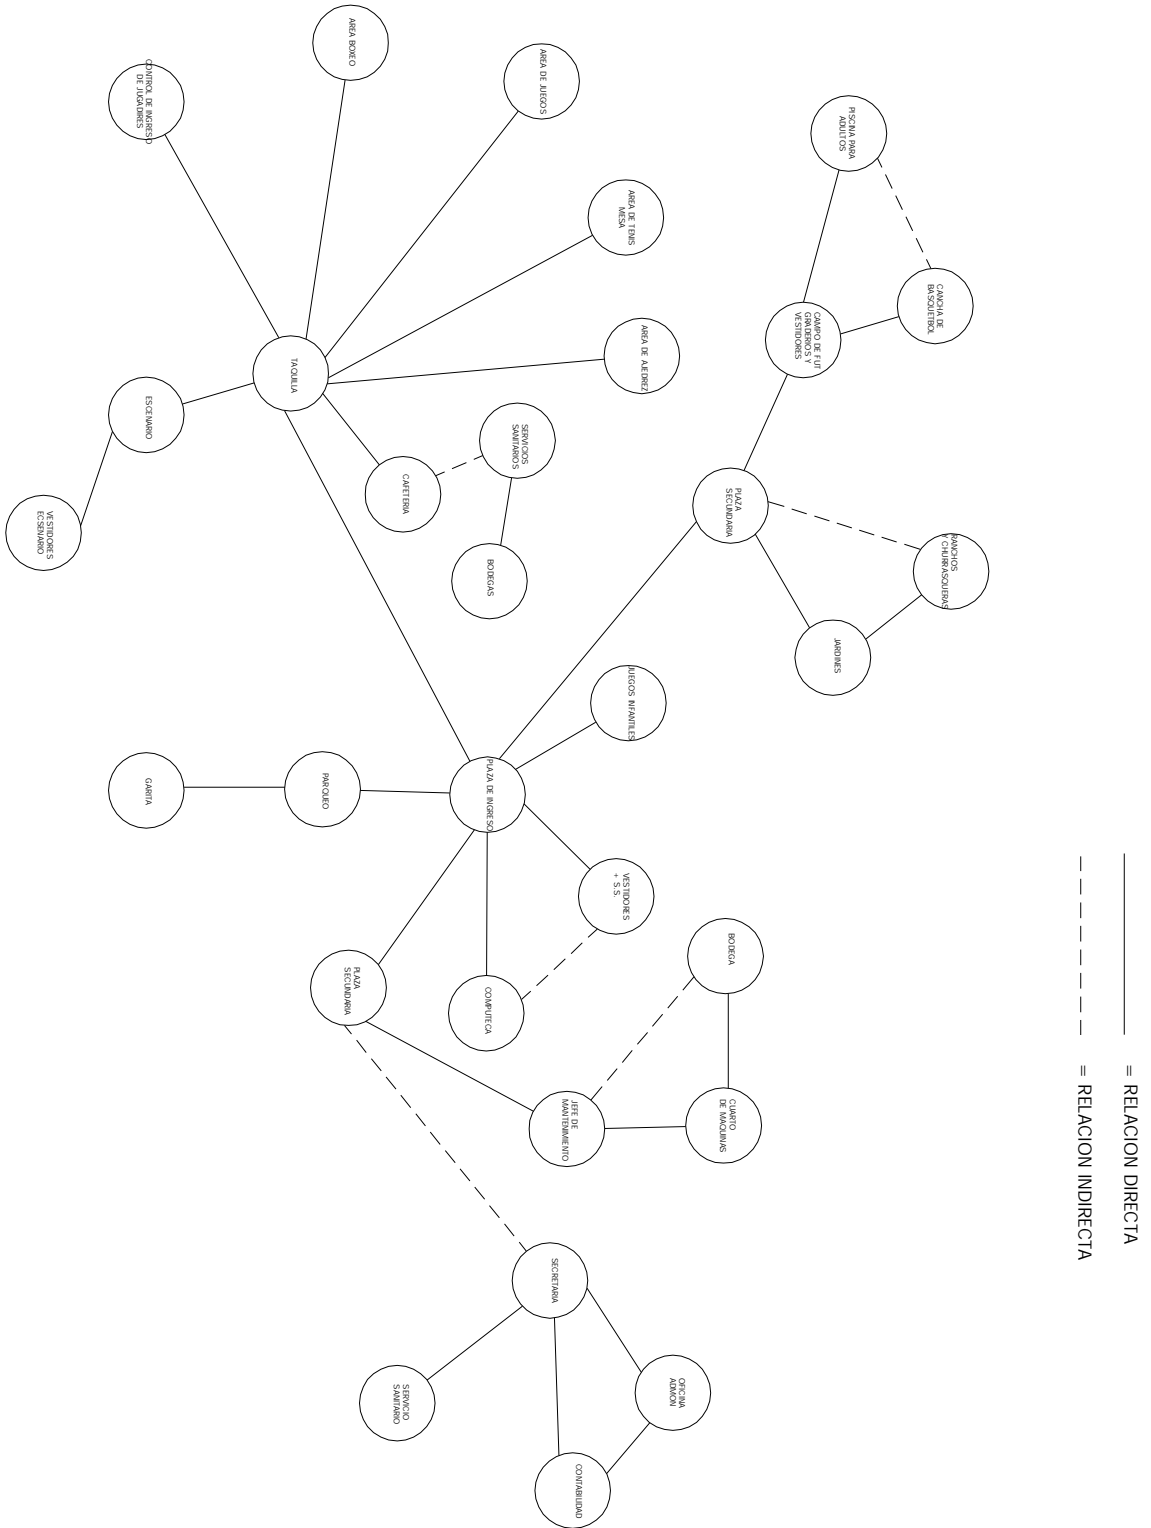 AREA BOXEO
CONTROL DE INGRESO
DE JUGADIRES
AREA DE JUEGOS
PISCINA PARA
ADULTOS
AREA DE TENIS
MESA
CANCHA DE
BASQUETBOL
CAMPO DE FUT
GRADERIOS Y
VESTIDORES
AREA DE AJEDREZ
TAQUILLA
ESCENARIO
SERVICIOS
SANITARIOS
CAFETERIA
PLAZA
SECUNDARIA
VESTIDORES
ECSENARIO
BODEGAS
RANCHOS
Y CHURRASQUERAS
JARDINES
JUEGOS INFANTILES
GARITA
PARQUEO
PLAZA DE INGRESO
VESTIDORES
+ S.S.
BODEGA
PLAZA
SECUNDARIA
COMPUTECA
JEFE DE
MANTENIMIENTO
CUARTO
DE MAQUINAS
SECRETARIA
SERVICIO
SANITARIO
OFICINA
ADMON
CONTABILIDAD
= RELACION DIRECTA
= RELACION INDIRECTA